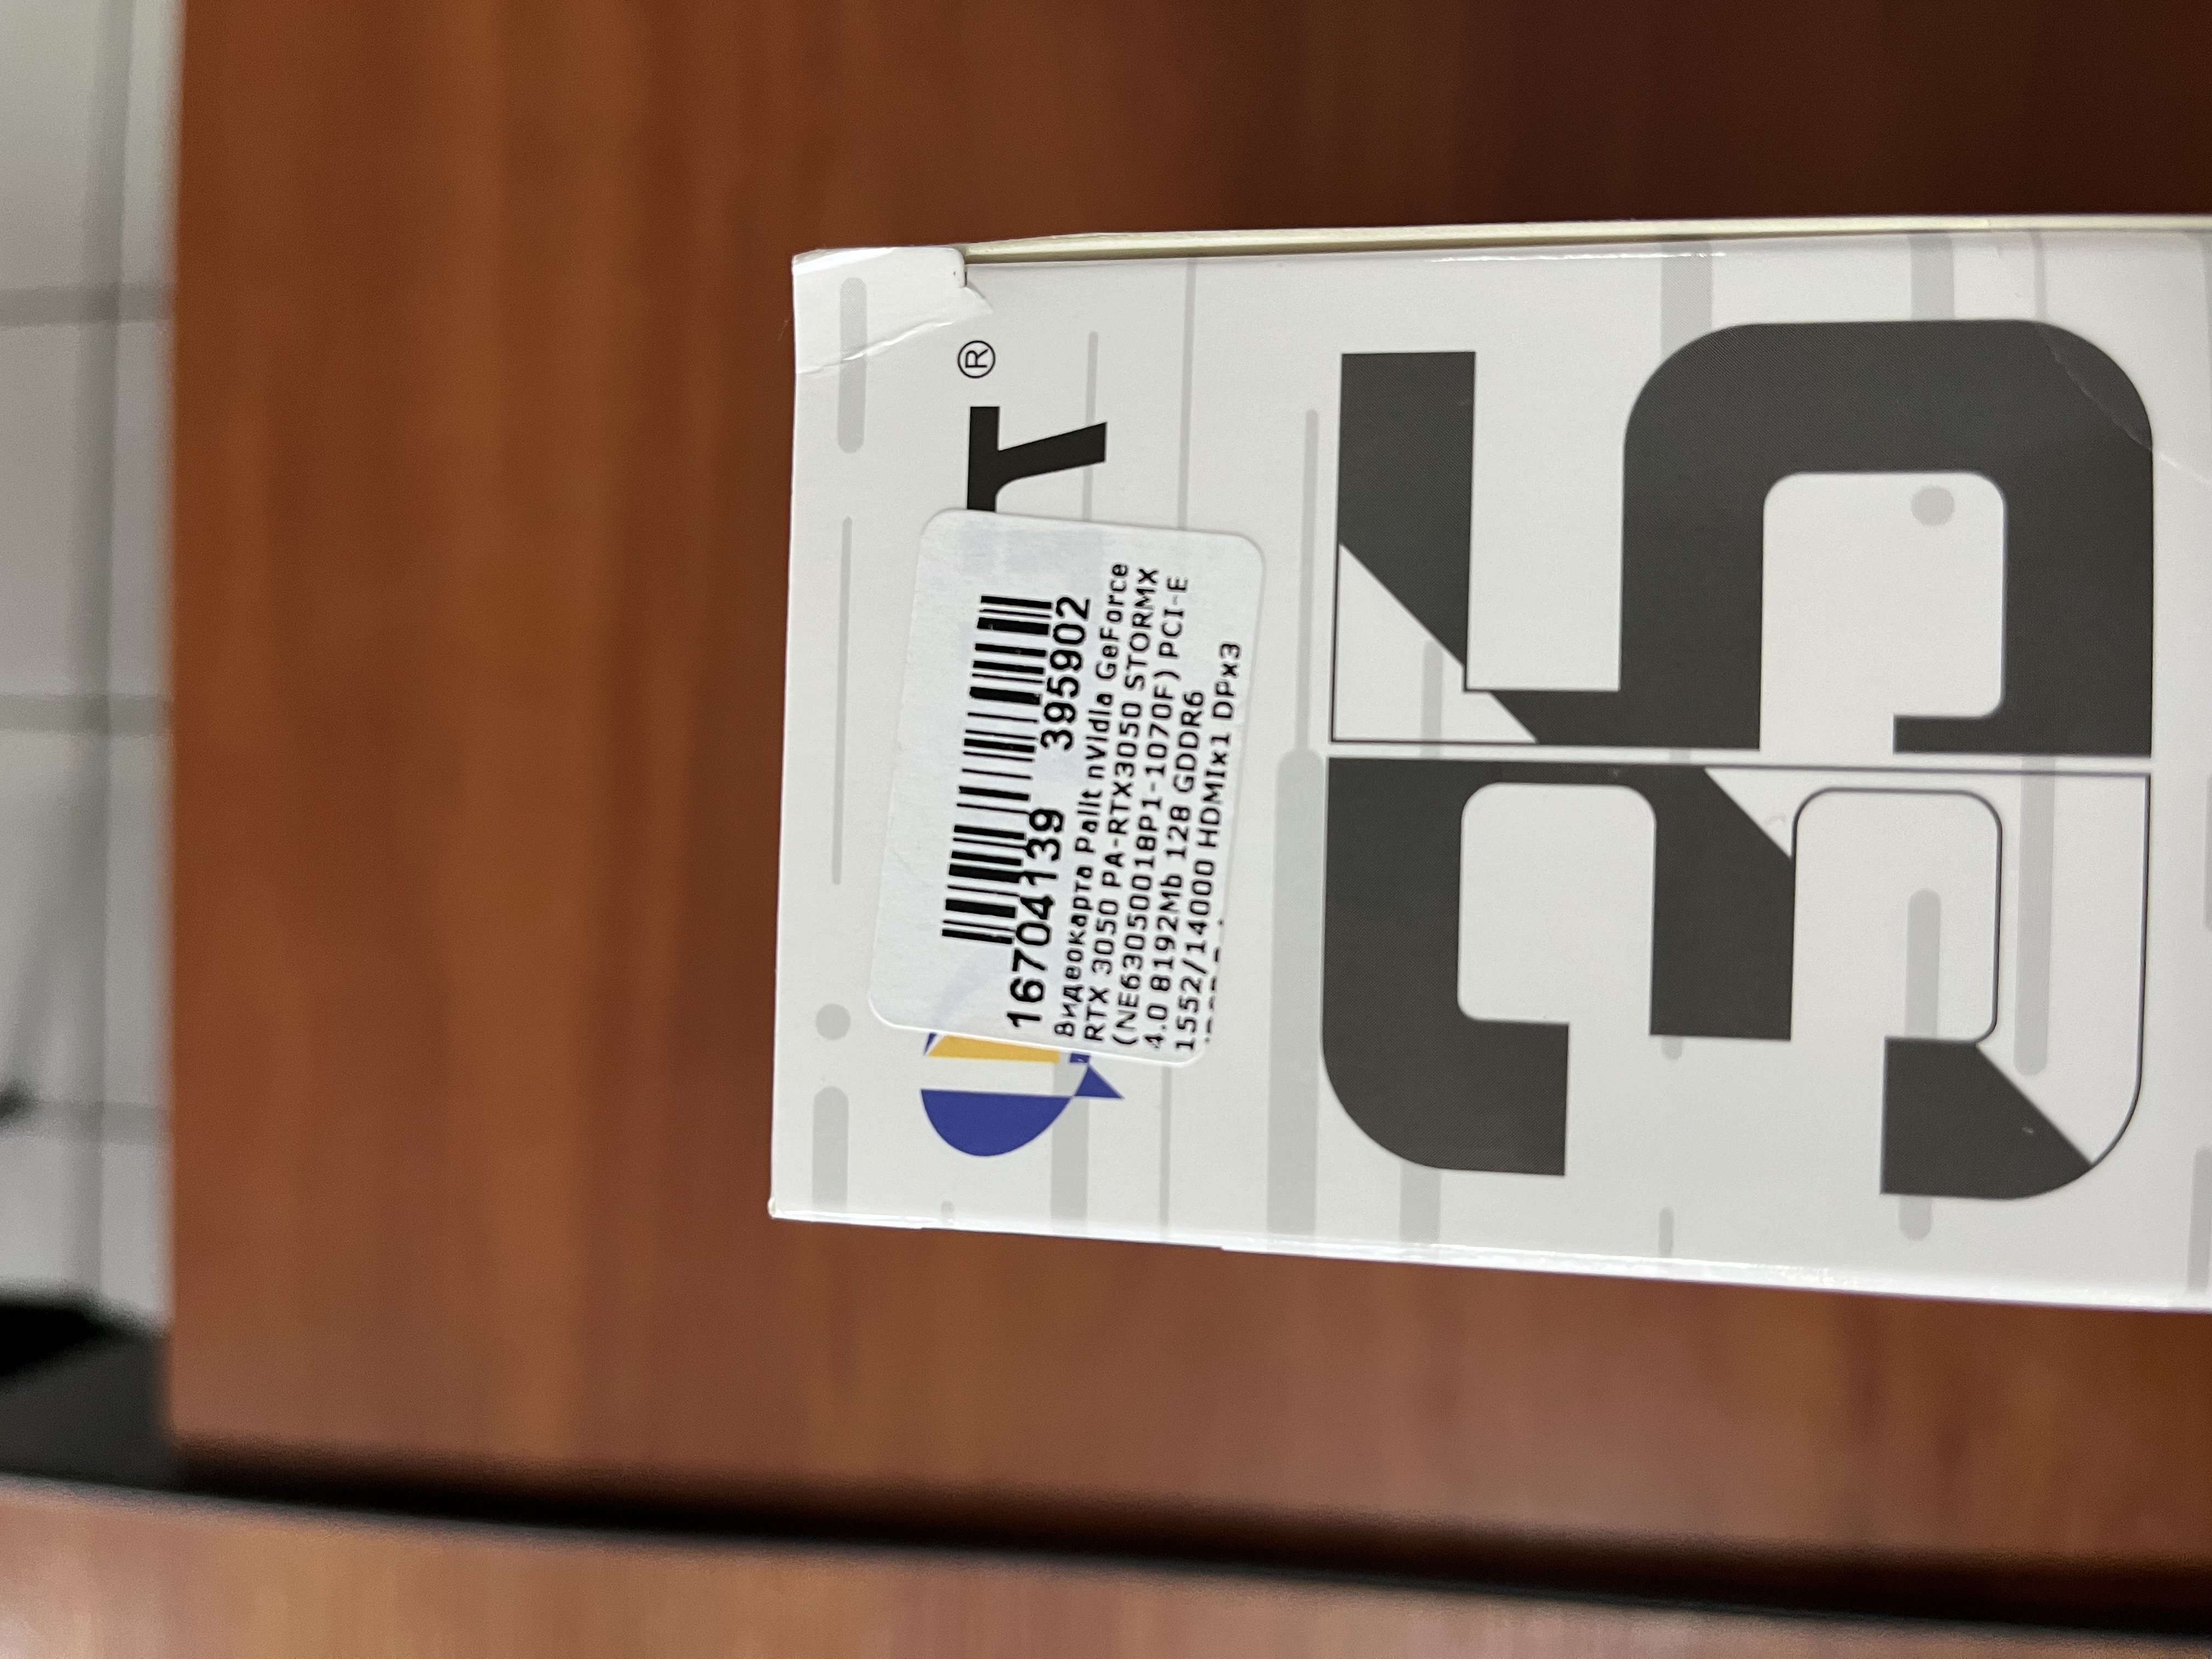 ®
16704139 395902
Видеокарта Palit nVidia GeForce
RTX 3050 PA-RTX3050 STORMX
(NE63050018P1-1070F) PCI-E
4.0 8192Mb 128 GDDR6
1552/14000 HDMIx1 DPx3